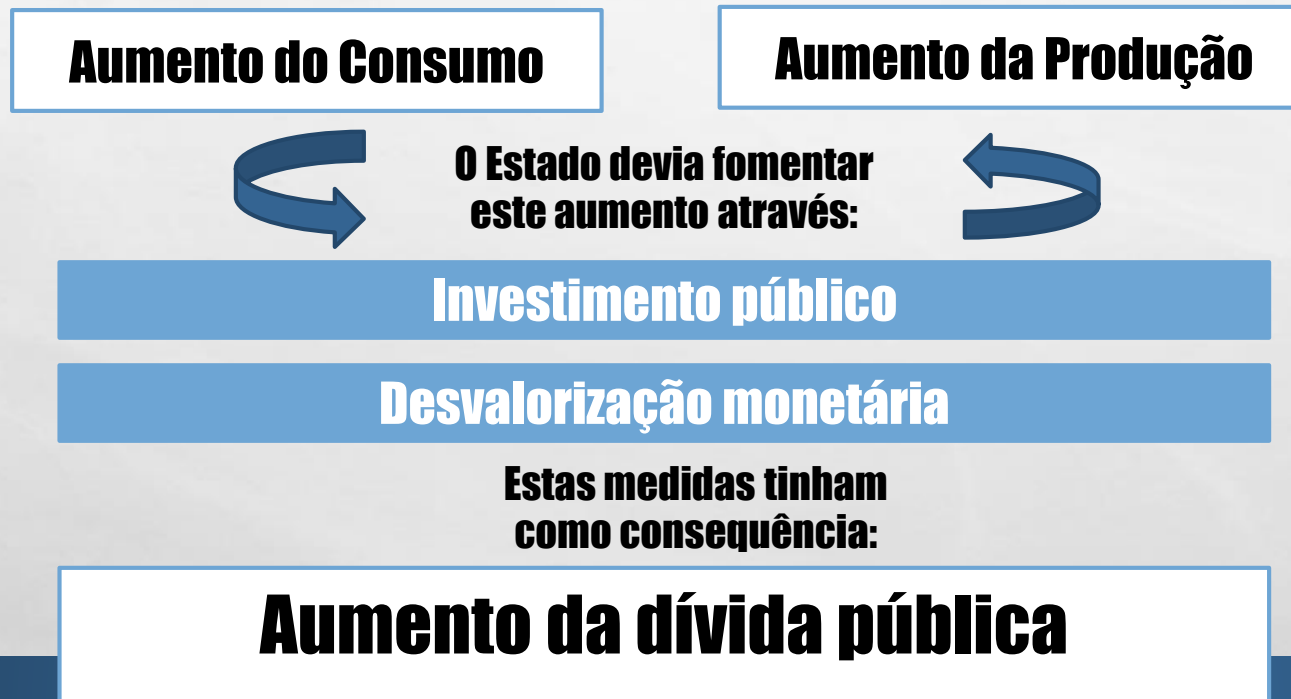 Aumento do Consumo
Aumento da Produção
O Estado devia fomentar
este aumento através:
Investimento público
Desvalorização monetária
Estas medidas tinham
como consequência:
Aumento da dívida pública